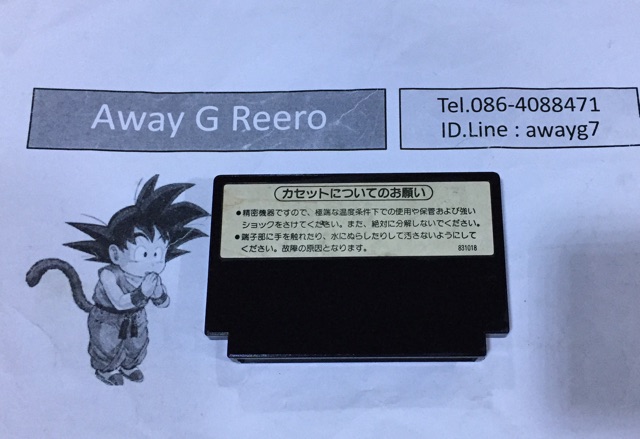 Away G Reero
Tel.086-4088471
ID.Line : awayg7
カセットについてのお願い
●精密機器ですので、極端な温度条件下での使用や保管および強い
ショックをさけてください。また、絶対に分解しないでください。
●端子部に手を触れたり、水にぬらしたりして汚さないようにして
ください。故障の原因となります。
831018